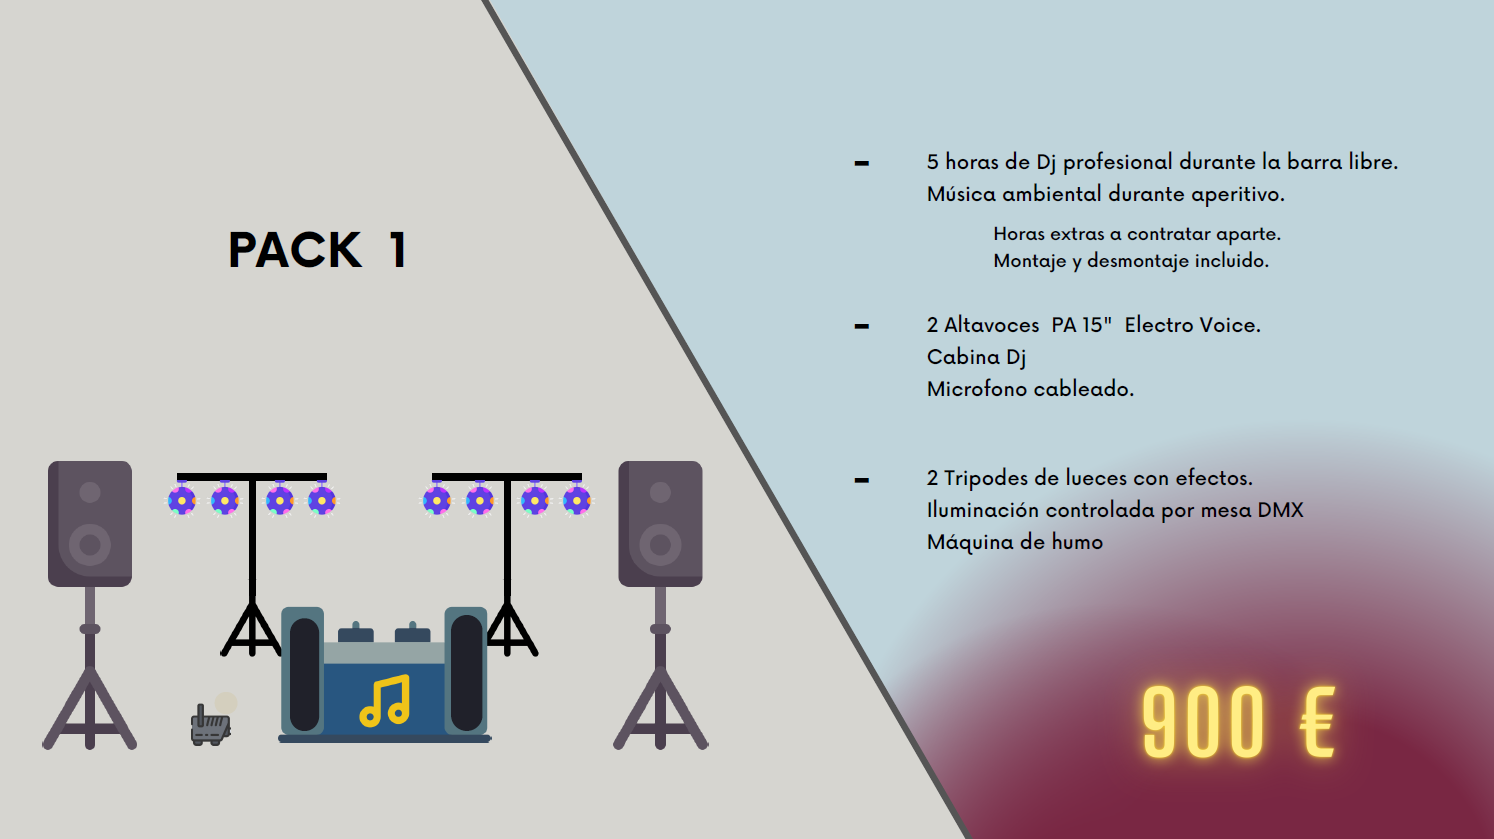 PACK 1
- 5 horas de Dj profesional durante la barra libre.
Música ambiental durante aperitivo.
Horas extras a contratar aparte.
Montaje y desmontaje incluido.
- 2 Altavoces PA 15" Electro Voice.
Cabina Dj
Microfono cableado.
- 2 Tripodes de lueces con efectos.
Iluminación controlada por mesa DMX
Máquina de humo
900 €